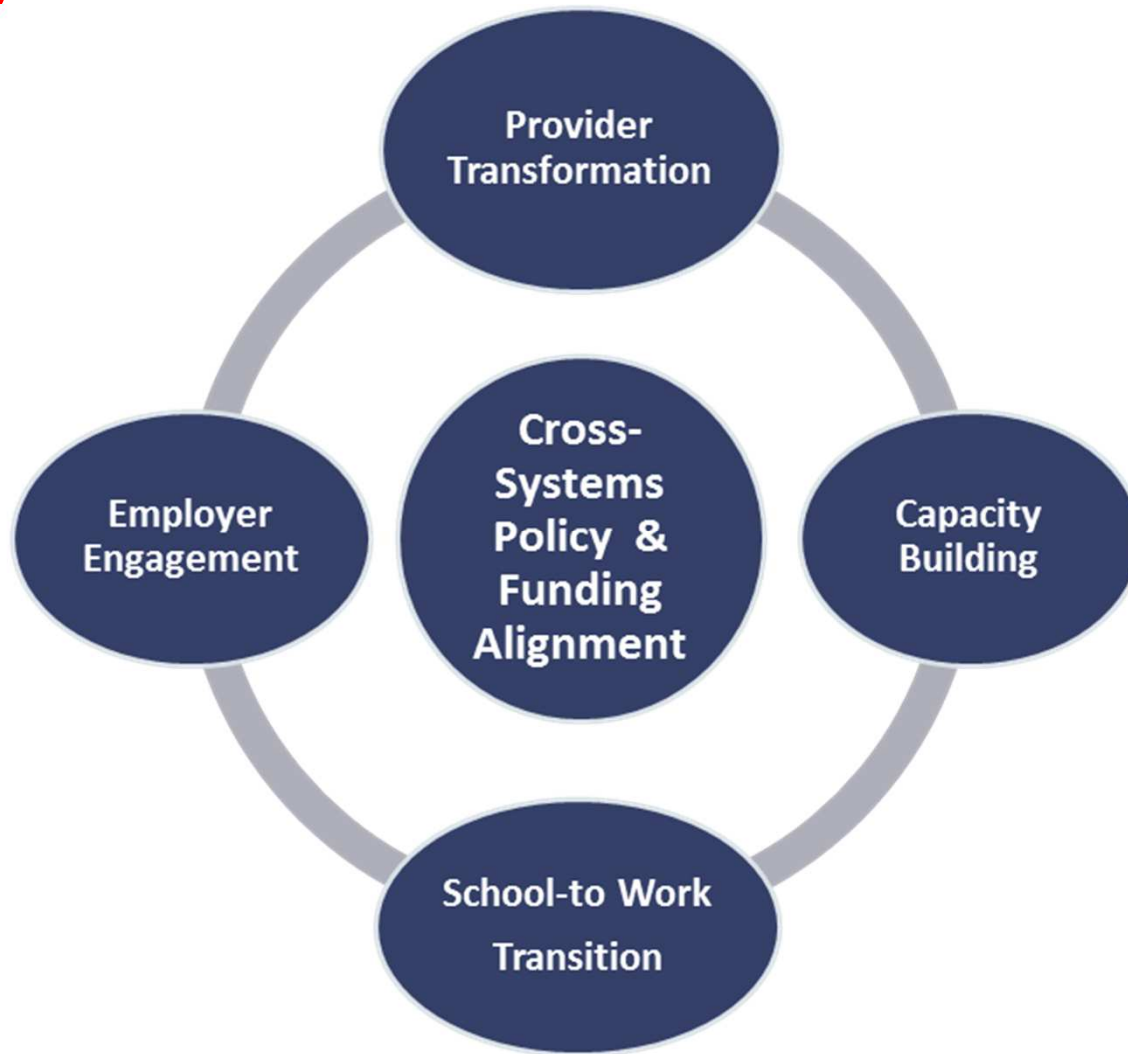 Provider
Transformation
Employer
Engagement
Cross-
Systems
Policy &
Funding
Alignment
Capacity
Building
School-to Work
Transition